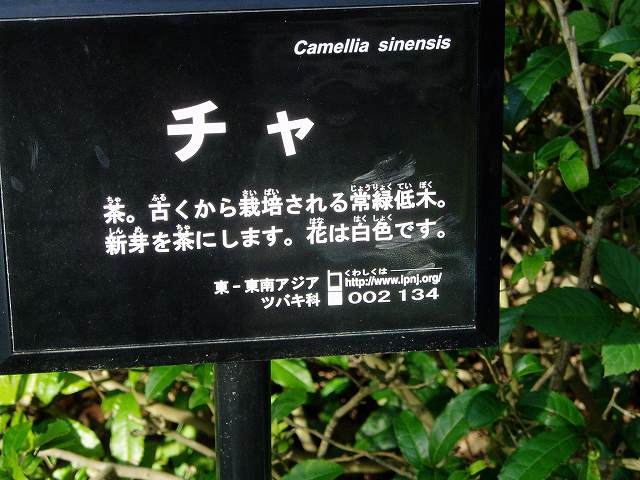 Camellia sinensis
チャ
茶。古くから栽培される常緑低木。
新芽を茶にします。花は白色です。
東－東南アジア
ツバキ科
くわしくは
http://www.ipnj.org/
002 134